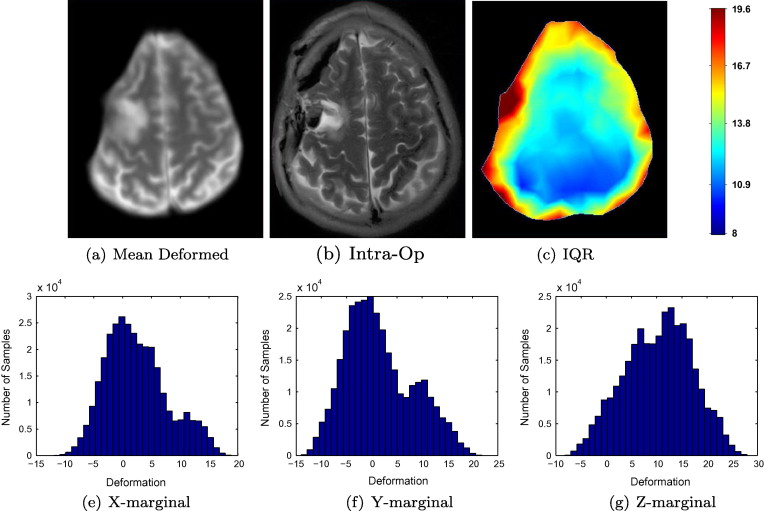 19.6
16.7
13.8
10.9
8
(a) Mean Deformed
(b) Intra-Op
(c) IQR
x 10^4
3
2.5
2
1.5
1
0.5
0
−15 −10 −5 0 5 10 15 20
Number of Samples
Deformation
(e) X-marginal
x 10^4
2.5
2
1.5
1
0.5
0
−15 −10 −5 0 5 10 15 20 25
Number of Samples
Deformation
(f) Y-marginal
x 10^4
2.5
2
1.5
1
0.5
0
−10 −5 0 5 10 15 20 25 30
Number of Samples
Deformation
(g) Z-marginal